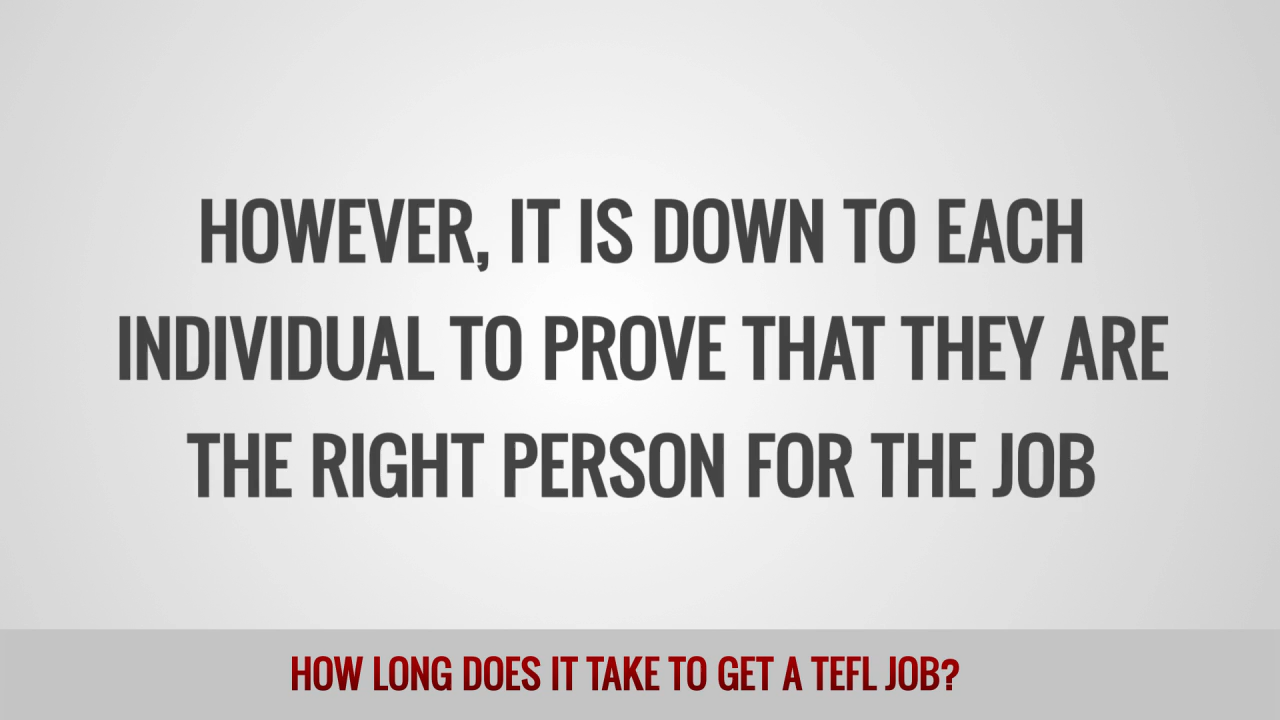 HOWEVER, IT IS DOWN TO EACH
INDIVIDUAL TO PROVE THAT THEY ARE
THE RIGHT PERSON FOR THE JOB
HOW LONG DOES IT TAKE TO GET A TEFL JOB?